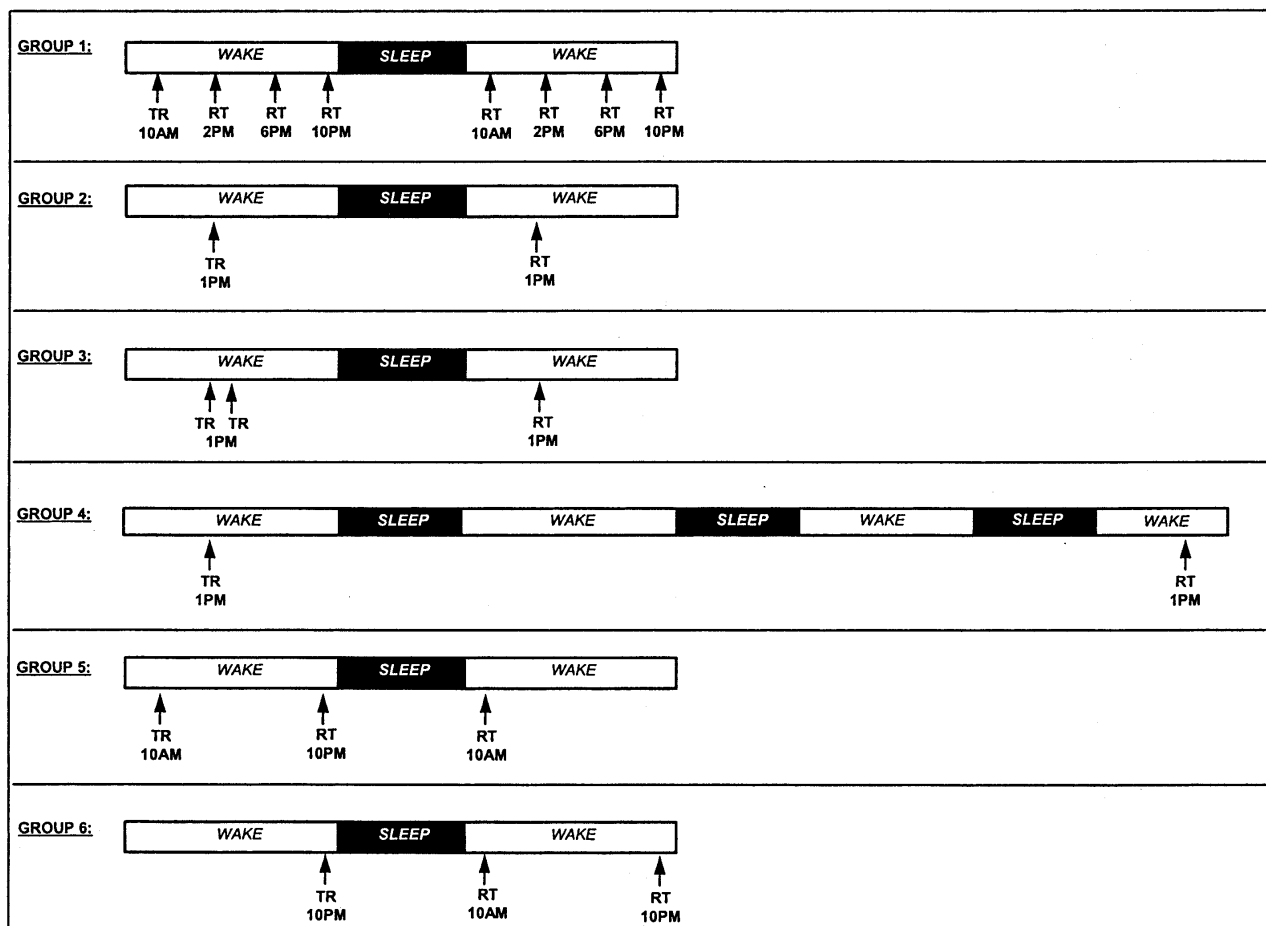 GROUP 1:
WAKE SLEEP WAKE
TR RT RT RT RT RT RT RT
10AM 2PM 6PM 10PM 10AM 2PM 6PM 10PM
GROUP 2:
WAKE SLEEP WAKE
TR RT
1PM 1PM
GROUP 3:
WAKE SLEEP WAKE
TR TR RT
1PM 1PM
GROUP 4:
WAKE SLEEP WAKE SLEEP WAKE SLEEP WAKE
TR RT
1PM 1PM
GROUP 5:
WAKE SLEEP WAKE
TR RT RT
10AM 10PM 10AM
GROUP 6:
WAKE SLEEP WAKE
TR RT RT
10PM 10AM 10PM